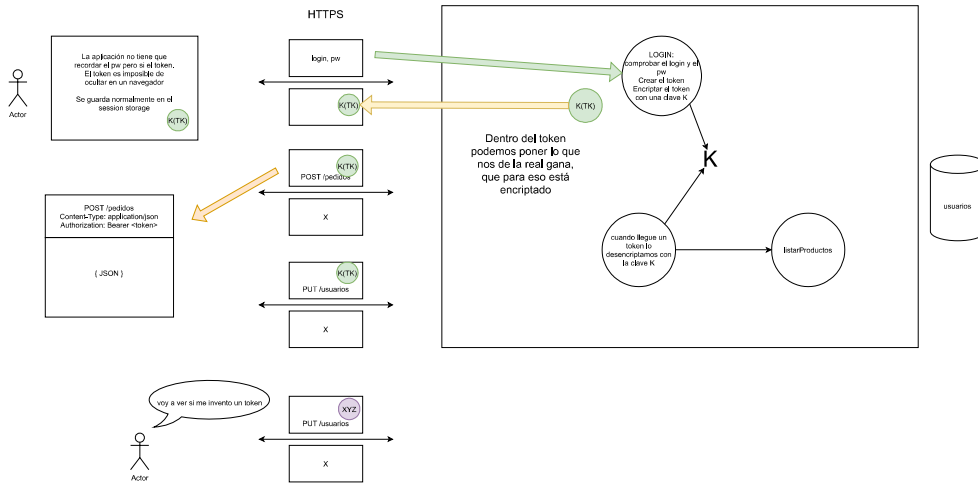 HTTPS
La aplicación no tiene que
recordar el pw pero si el token.
El token es imposible de
ocultar en un navegador
Se guarda normalmente en el
session storage
K(TK)
Actor
login, pw
K(TK)
K(TK)
LOGIN:
comprobar el login y el
pw
Crear el token
Encriptar el token
con una clave K
Dentro del token
podemos poner lo que
nos de la real gana,
que para eso está
encriptado
K
K(TK)
POST /pedidos
X
POST /pedidos
Content-Type: application/json
Authorization: Bearer <token>
{ JSON }
cuando llegue un
token lo
desencriptamos con
la clave K
listarProductos
usuarios
K(TK)
PUT /usuarios
X
voy a ver si me invento un token
Actor
XYZ
PUT /usuarios
X